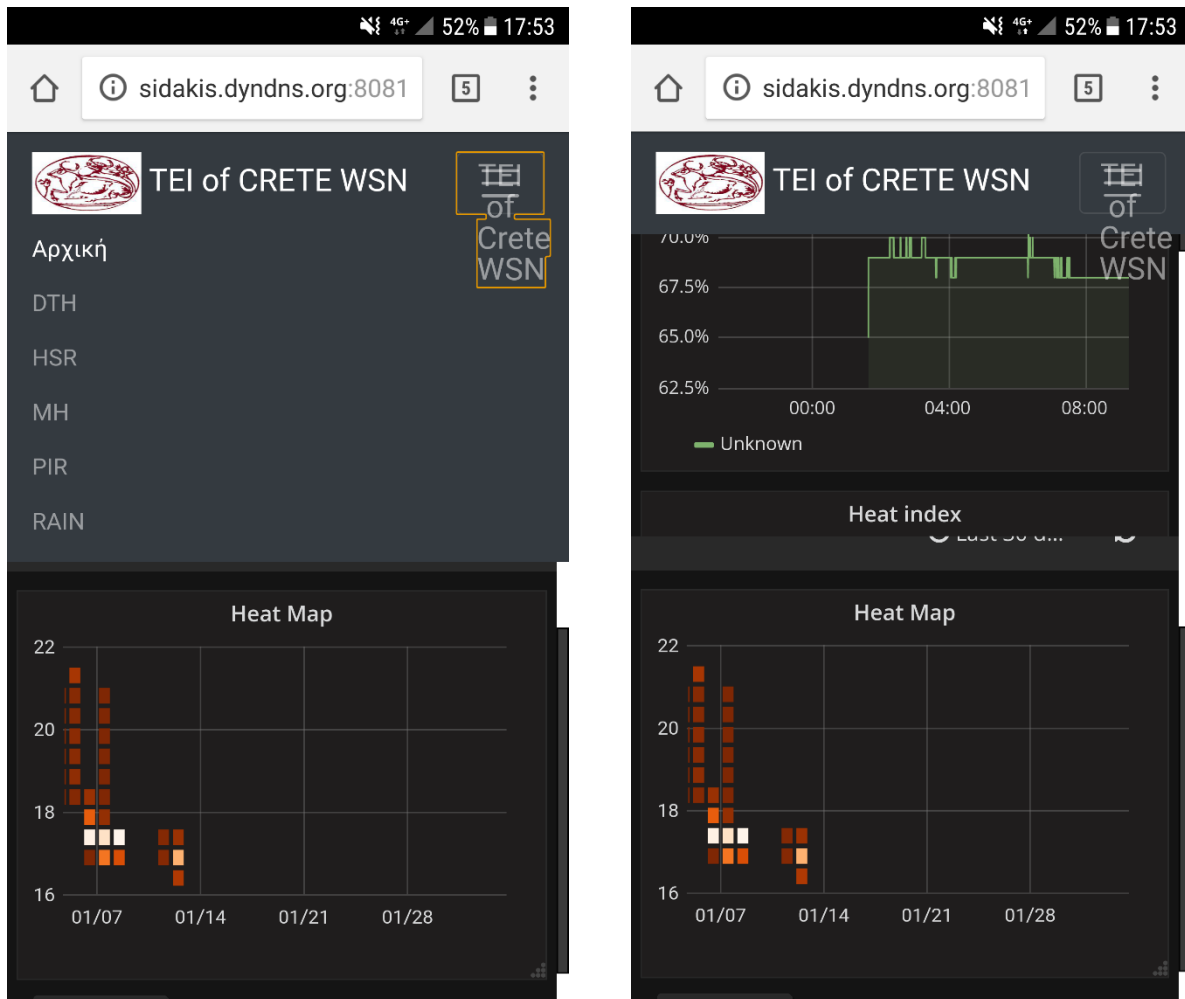 4G+ 52% 17:53
sidakis.dyndns.org:8081 5
TEI of CRETE WSN
TEI
of
Crete
WSN
Αρχική
DTH
HSR
MH
PIR
RAIN
Heat Map
22
20
18
16
01/07 01/14 01/21 01/28
4G+ 52% 17:53
sidakis.dyndns.org:8081 5
TEI of CRETE WSN
TEI
of
Crete
WSN
70.0%
67.5%
65.0%
62.5%
00:00 04:00 08:00
Unknown
Heat index
Last 30 d...
Heat Map
22
20
18
16
01/07 01/14 01/21 01/28